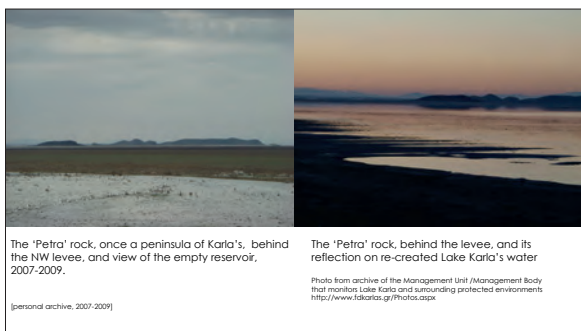 The 'Petra' rock, once a peninsula of Karla's, behind
the NW levee, and view of the empty reservoir,
2007-2009.
[personal archive, 2007-2009]
The 'Petra' rock, behind the levee, and its
reflection on re-created Lake Karla's water
Photo from archive of the Management Unit /Management Body
that monitors Lake Karla and surrounding protected environments
http://www.fdkarlas.gr/Photos.aspx